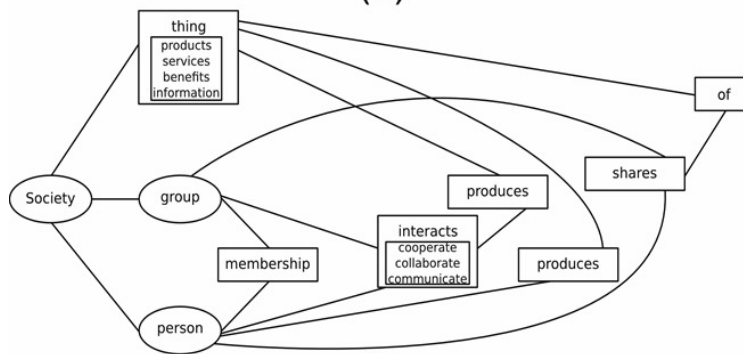 thing
products
services
benefits
information
of
shares
produces
Society
group
interacts
cooperate
collaborate
communicate
membership
produces
person